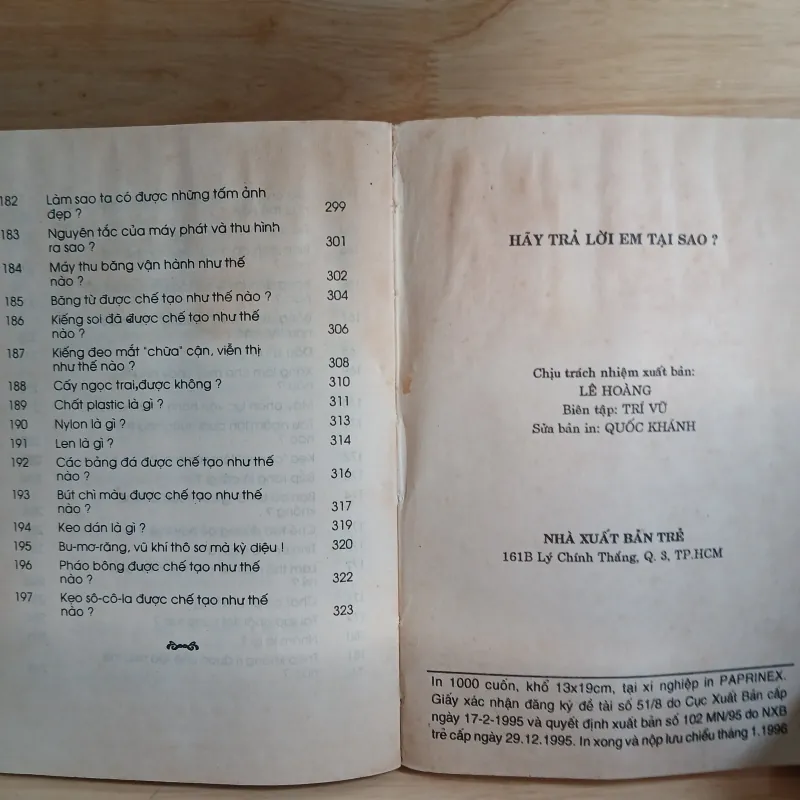 182 Làm sao ta có được những tấm ảnh
đẹp ? 299
183 Nguyên tắc của máy phát và thu hình
ra sao ? 301
184 Máy thu băng vận hành như thế
nào ? 302
185 Băng từ được chế tạo như thế nào ? 304
186 Kiếng soi đã được chế tạo như thế
nào ? 306
187 Kiếng đeo mắt "chữa" cận, viễn thị
như thế nào ? 308
188 Cấy ngọc trai,được không ? 310
189 Chất plastic là gì ? 311
190 Nylon là gì ? 313
191 Len là gì ? 314
192 Các bảng đá được chế tạo như thế
nào ? 316
193 Bút chì màu được chế tạo như thế
nào ? 317
194 Keo dán là gì ? 319
195 Bu-mơ-răng, vũ khí thô sơ mà kỳ diệu ! 320
196 Pháo bông được chế tạo như thế
nào ? 322
197 Kẹo sô-cô-la được chế tạo như thế
nào ? 323
HÃY TRẢ LỜI EM TẠI SAO ?
Chịu trách nhiệm xuất bản:
LÊ HOÀNG
Biên tập: TRÍ VŨ
Sửa bản in: QUỐC KHÁNH
NHÀ XUẤT BẢN TRẺ
161B Lý Chính Thắng, Q. 3, TP.HCM
In 1000 cuốn, khổ 13x19cm, tại xí nghiệp in PAPRINEX.
Giấy xác nhận đăng ký đề tài số 51/8 do Cục Xuất Bản cấp
ngày 17-2-1995 và quyết định xuất bản số 102 MN/95 do NXB
trẻ cấp ngày 29.12.1995. In xong và nộp lưu chiểu tháng 1.1996